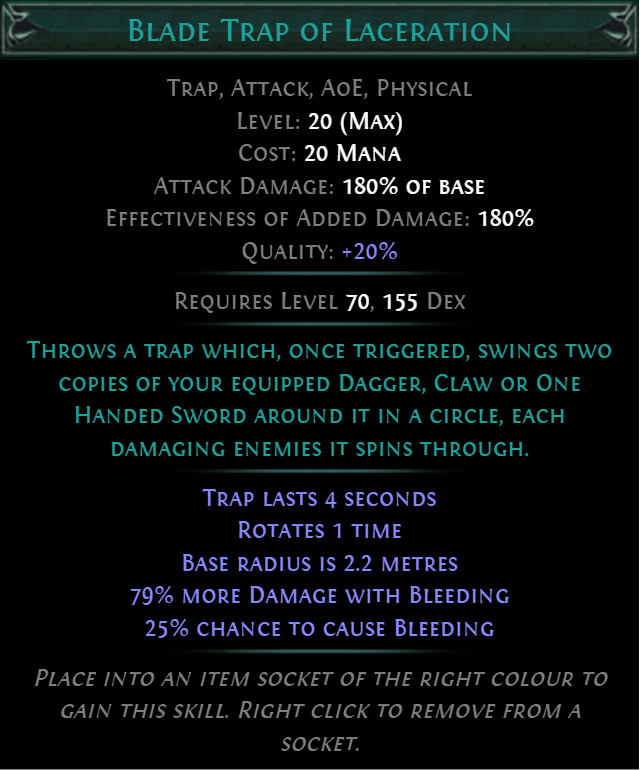 Blade Trap of Laceration
Trap, Attack, AoE, Physical
Level: 20 (Max)
Cost: 20 Mana
Attack Damage: 180% of base
Effectiveness of Added Damage: 180%
Quality: +20%
Requires Level 70, 155 Dex
Throws a trap which, once triggered, swings two
copies of your equipped Dagger, Claw or One
Handed Sword around it in a circle, each
damaging enemies it spins through.
Trap lasts 4 seconds
Rotates 1 time
Base radius is 2.2 metres
79% more Damage with Bleeding
25% chance to cause Bleeding
Place into an item socket of the right colour to
gain this skill. Right click to remove from a
socket.